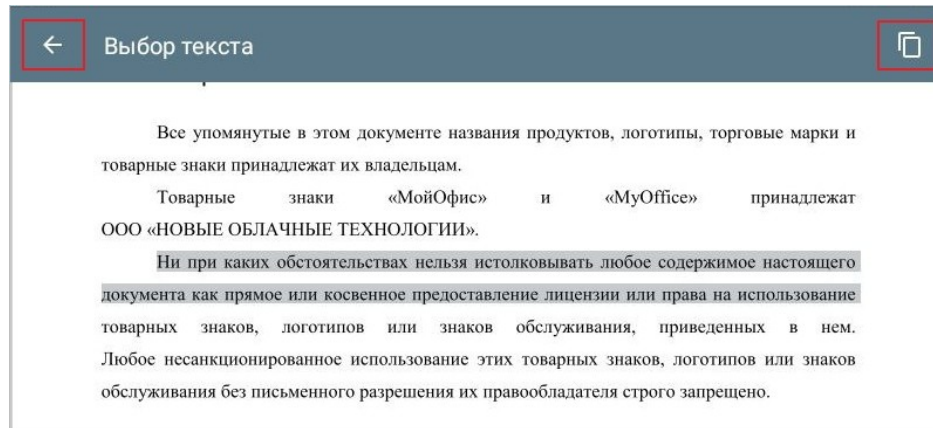 Выбор текста
Все упомянутые в этом документе названия продуктов, логотипы, торговые марки и
товарные знаки принадлежат их владельцам.
Товарные знаки «МойОфис» и «MyOffice» принадлежат
ООО «НОВЫЕ ОБЛАЧНЫЕ ТЕХНОЛОГИИ».
Ни при каких обстоятельствах нельзя истолковывать любое содержимое настоящего
документа как прямое или косвенное предоставление лицензии или права на использование
товарных знаков, логотипов или знаков обслуживания, приведенных в нем.
Любое несанкционированное использование этих товарных знаков, логотипов или знаков
обслуживания без письменного разрешения их правообладателя строго запрещено.